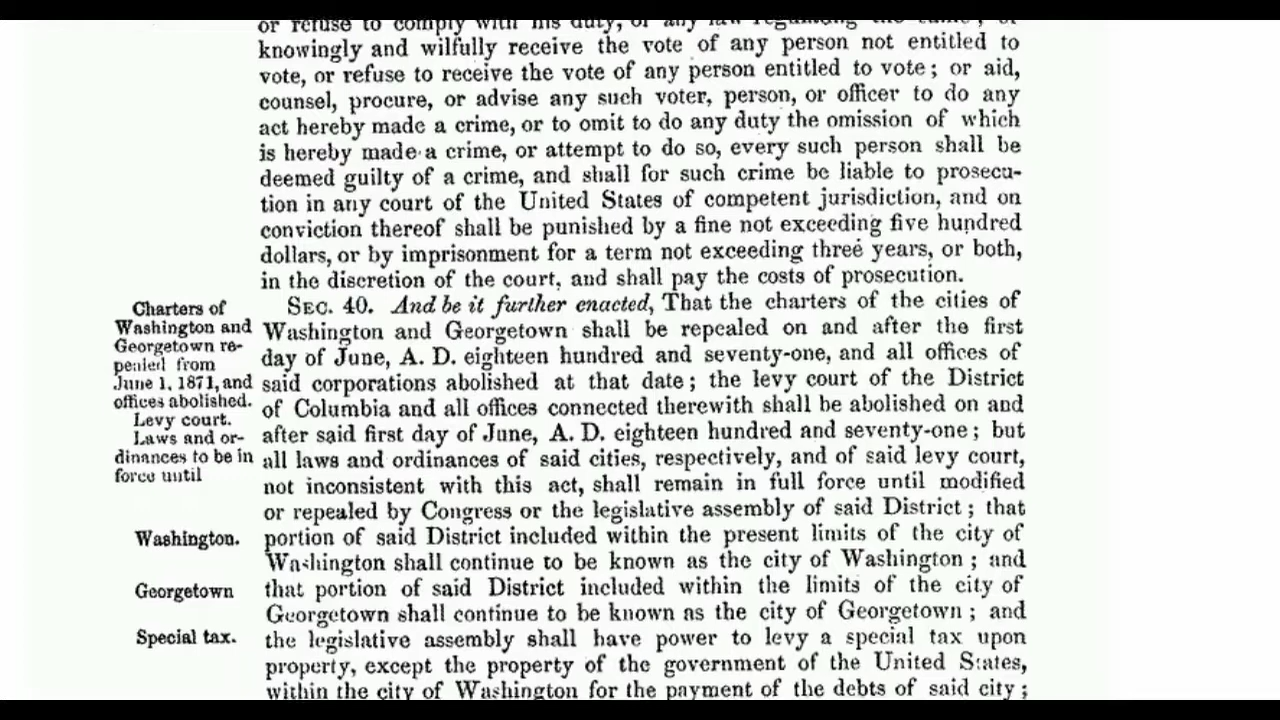 or refuse to comply with his duty, or any law regulating the same; or
knowingly and wilfully receive the vote of any person not entitled to
vote, or refuse to receive the vote of any person entitled to vote; or aid,
counsel, procure, or advise any such voter, person, or officer to do any
act hereby made a crime, or to omit to do any duty the omission of which
is hereby made a crime, or attempt to do so, every such person shall be
deemed guilty of a crime, and shall for such crime be liable to prosecu-
tion in any court of the United States of competent jurisdiction, and on
conviction thereof shall be punished by a fine not exceeding five hundred
dollars, or by imprisonment for a term not exceeding three years, or both,
in the discretion of the court, and shall pay the costs of prosecution.
Charters of
Washington and
Georgetown re-
pealed from
June 1, 1871, and
offices abolished.
Levy court.
Laws and or-
dinances to be in
force until
SEC. 40. And be it further enacted, That the charters of the cities of
Washington and Georgetown shall be repealed on and after the first
day of June, A. D. eighteen hundred and seventy-one, and all offices of
said corporations abolished at that date; the levy court of the District
of Columbia and all offices connected therewith shall be abolished on and
after said first day of June, A. D. eighteen hundred and seventy-one; but
all laws and ordinances of said cities, respectively, and of said levy court,
not inconsistent with this act, shall remain in full force until modified
or repealed by Congress or the legislative assembly of said District; that
Washington.
portion of said District included within the present limits of the city of
Washington shall continue to be known as the city of Washington; and
Georgetown
that portion of said District included within the limits of the city of
Georgetown shall continue to be known as the city of Georgetown; and
Special tax.
the legislative assembly shall have power to levy a special tax upon
property, except the property of the government of the United States,
within the city of Washington for the payment of the debts of said city;